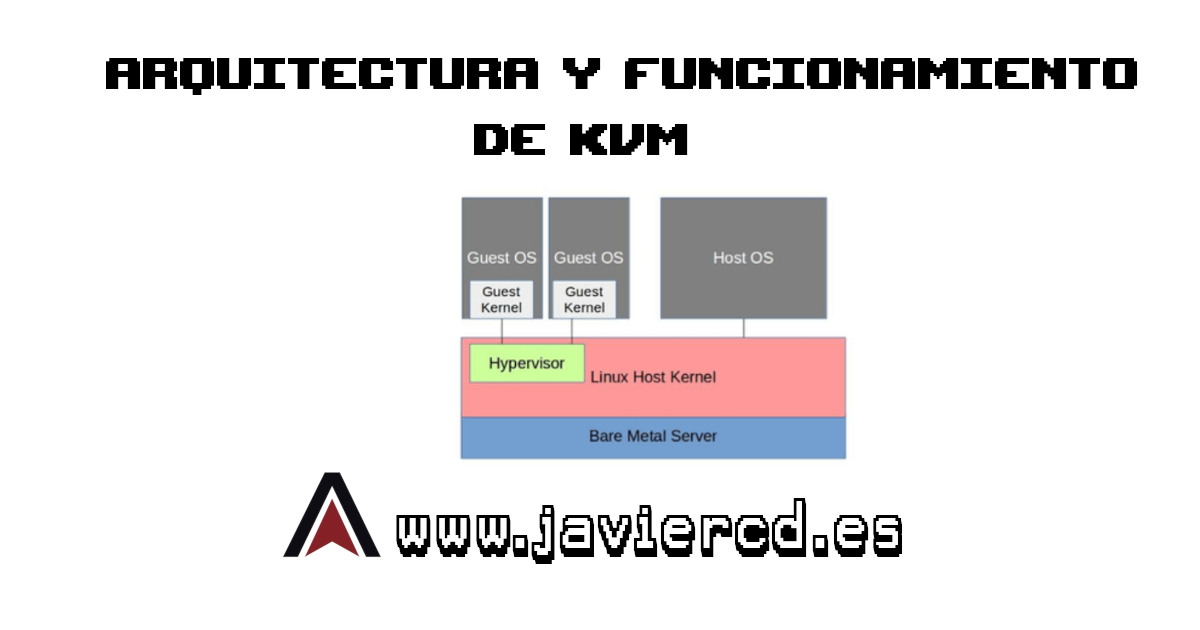 ARQUITECTURA Y FUNCIONAMIENTO
DE KVM
Guest OS
Guest OS
Host OS
Guest
Kernel
Guest
Kernel
Hypervisor
Linux Host Kernel
Bare Metal Server
www.javiercd.es